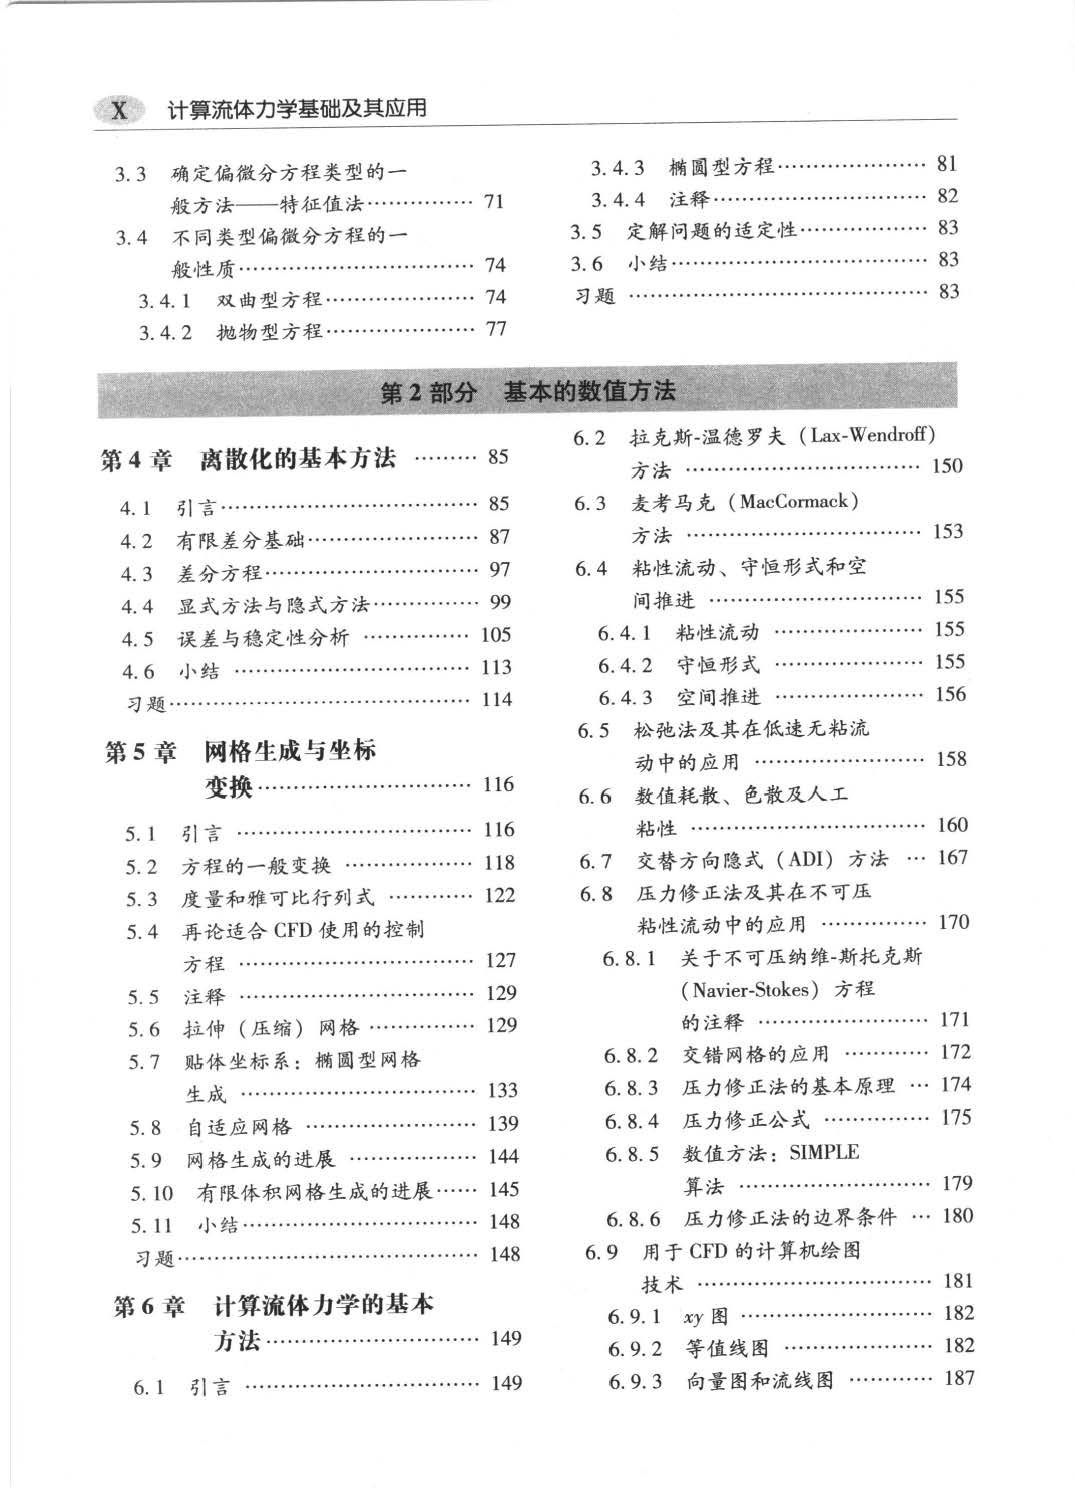 X 计算流体力学基础及其应用
3.3 确定偏微分方程类型的一
般方法——特征值法…………… 71
3.4 不同类型偏微分方程的一
般性质…………………………… 74
3.4.1 双曲型方程………………… 74
3.4.2 抛物型方程………………… 77
3.4.3 椭圆型方程………………… 81
3.4.4 注释………………………… 82
3.5 定解问题的适定性……………… 83
3.6 小结……………………………… 83
习题 …………………………………… 83
第2部分 基本的数值方法
第4章 离散化的基本方法 ……… 85
4.1 引言……………………………… 85
4.2 有限差分基础…………………… 87
4.3 差分方程………………………… 97
4.4 显式方法与隐式方法…………… 99
4.5 误差与稳定性分析 …………… 105
4.6 小结 …………………………… 113
习题…………………………………… 114
第5章 网格生成与坐标
变换………………………… 116
5.1 引言 …………………………… 116
5.2 方程的一般变换 ……………… 118
5.3 度量和雅可比行列式 ………… 122
5.4 再论适合 CFD 使用的控制
方程 …………………………… 127
5.5 注释 …………………………… 129
5.6 拉伸（压缩）网格 …………… 129
5.7 贴体坐标系：椭圆型网格
生成 …………………………… 133
5.8 自适应网格 …………………… 139
5.9 网格生成的进展 ……………… 144
5.10 有限体积网格生成的进展…… 145
5.11 小结…………………………… 148
习题…………………………………… 148
第6章 计算流体力学的基本
方法………………………… 149
6.1 引言 …………………………… 149
6.2 拉克斯-温德罗夫（Lax-Wendroff）
方法 …………………………… 150
6.3 麦考马克（MacCormack）
方法 …………………………… 153
6.4 粘性流动、守恒形式和空
间推进 ………………………… 155
6.4.1 粘性流动 ………………… 155
6.4.2 守恒形式 ………………… 155
6.4.3 空间推进 ………………… 156
6.5 松弛法及其在低速无粘流
动中的应用 …………………… 158
6.6 数值耗散、色散及人工
粘性 …………………………… 160
6.7 交替方向隐式（ADI）方法 … 167
6.8 压力修正法及其在不可压
粘性流动中的应用 …………… 170
6.8.1 关于不可压纳维-斯托克斯
（Navier-Stokes）方程
的注释 …………………… 171
6.8.2 交错网格的应用 ………… 172
6.8.3 压力修正法的基本原理 … 174
6.8.4 压力修正公式 …………… 175
6.8.5 数值方法：SIMPLE
算法 ……………………… 179
6.8.6 压力修正法的边界条件 … 180
6.9 用于 CFD 的计算机绘图
技术 …………………………… 181
6.9.1 xy 图 ……………………… 182
6.9.2 等值线图 ………………… 182
6.9.3 向量图和流线图 ………… 187